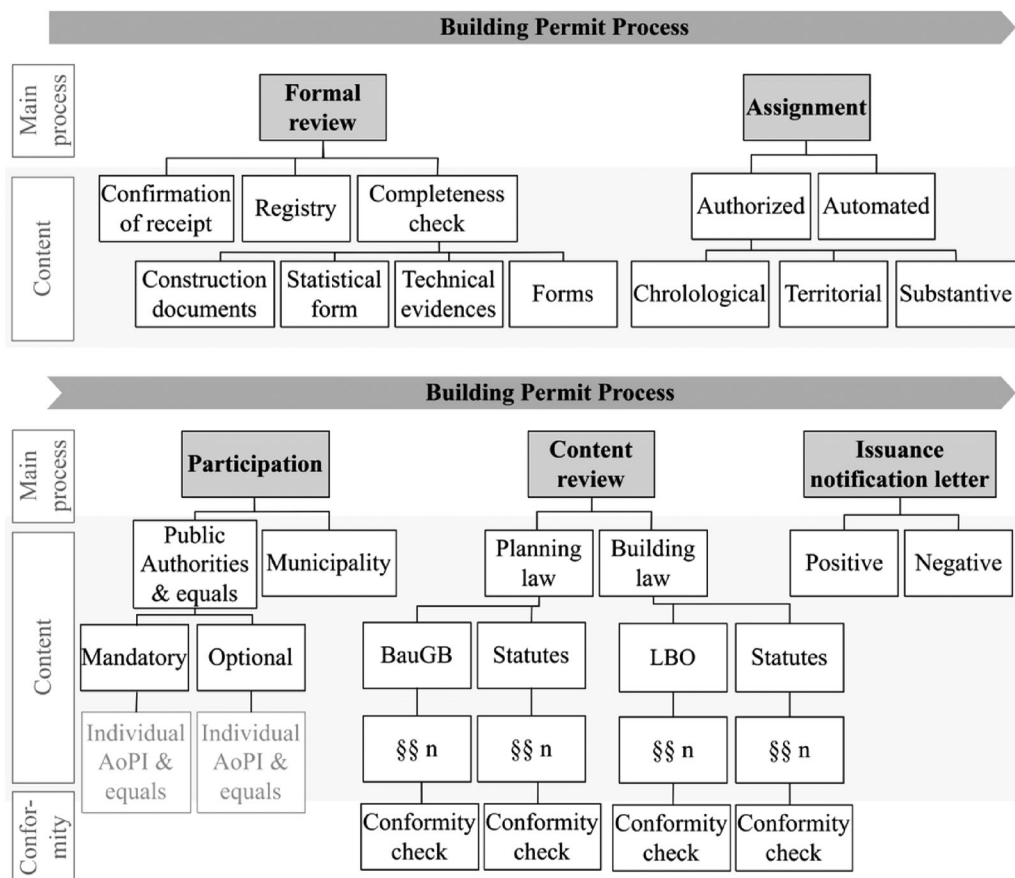 Building Permit Process
Main
process
Formal
review
Assignment
Content
Confirmation
of receipt
Registry
Completeness
check
Authorized
Automated
Construction
documents
Statistical
form
Technical
evidences
Forms
Chrolological
Territorial
Substantive
Building Permit Process
Main
process
Participation
Content
review
Issuance
notification letter
Content
Public
Authorities
& equals
Municipality
Planning
law
Building
law
Positive
Negative
Mandatory
Optional
BauGB
Statutes
LBO
Statutes
Individual
AoPI &
equals
Individual
AoPI &
equals
§§ n
§§ n
§§ n
§§ n
Confor-
mity
Conformity
check
Conformity
check
Conformity
check
Conformity
check